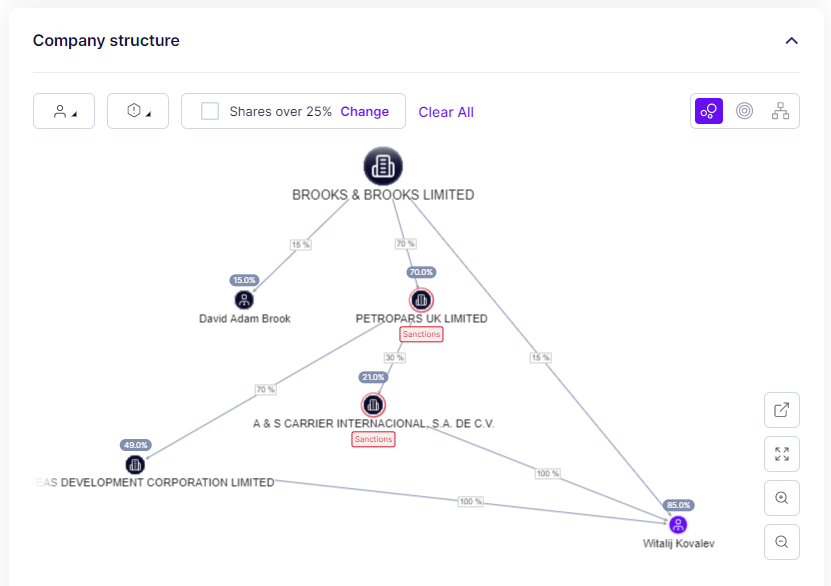 Company structure
Shares over 25% Change Clear All
BROOKS & BROOKS LIMITED
15 %
70 %
15.0%
70.0%
David Adam Brook
PETROPARS UK LIMITED
Sanctions
30 %
15 %
21.0%
70 %
A & S CARRIER INTERNACIONAL, S.A. DE C.V.
Sanctions
49.0%
100 %
EAS DEVELOPMENT CORPORATION LIMITED
100 %
85.0%
Witalij Kovalev